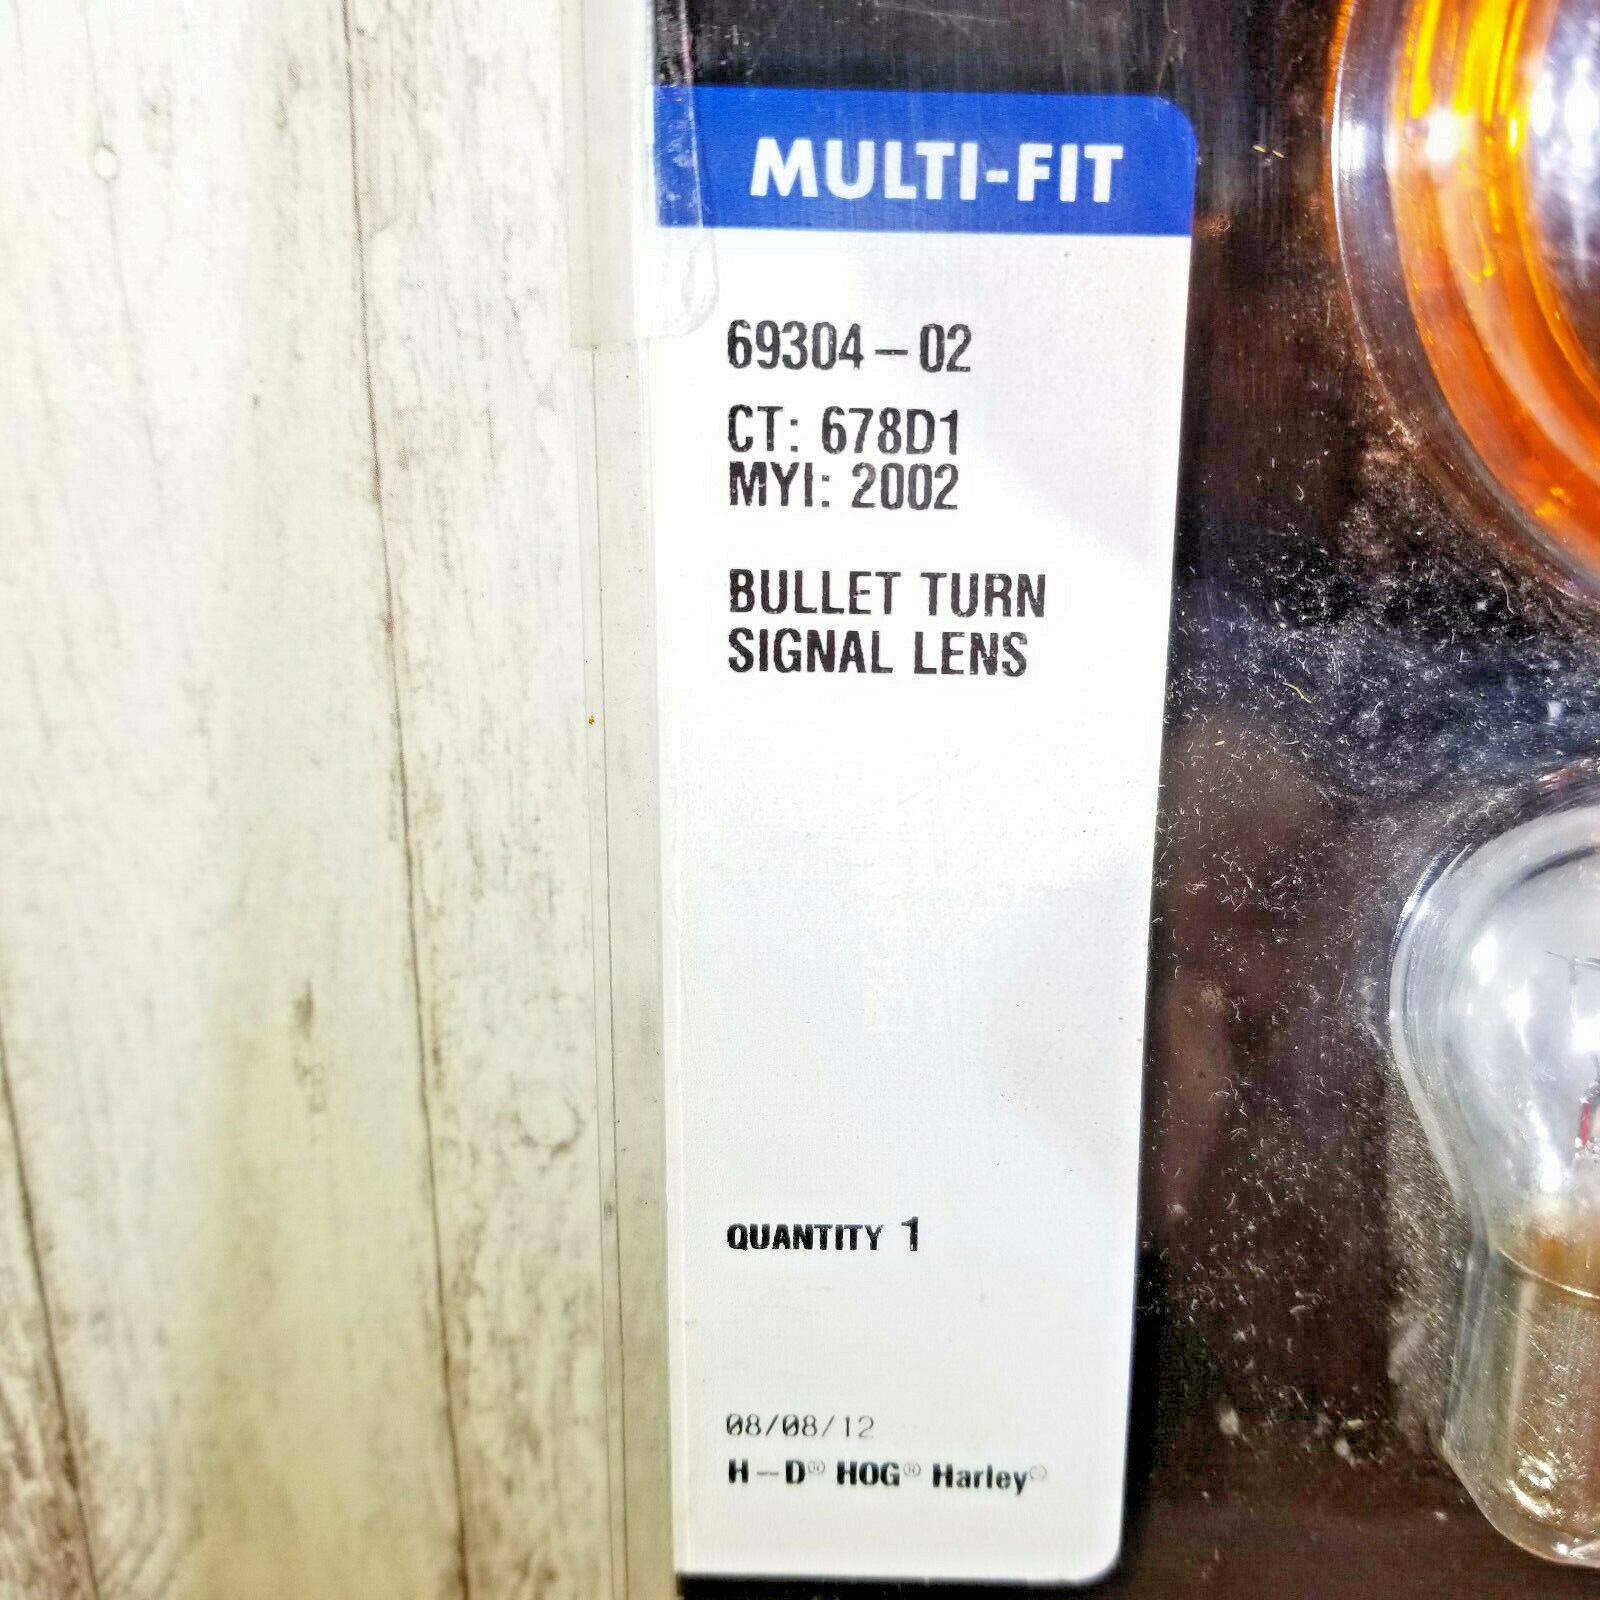 MULTI-FIT
69304-02
CT: 678D1
MYI: 2002
BULLET TURN
SIGNAL LENS
QUANTITY 1
08/08/12
H-D® HOG® Harley®